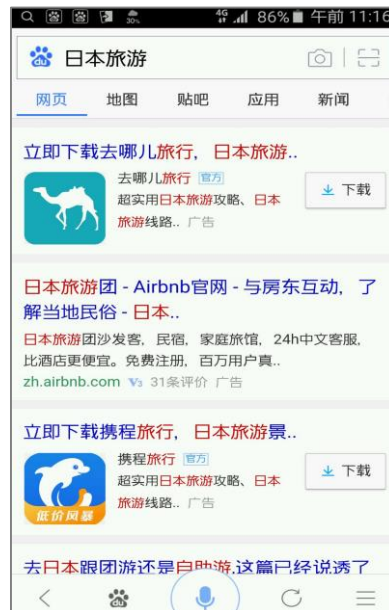 30%
4G
86%
午前 11:16
du
日本旅游
网页 地图 贴吧 应用 新闻
立即下载去哪儿旅行，日本旅游..
去哪儿旅行 官方
超实用日本旅游攻略、日本
旅游线路.. 广告
下载
日本旅游团 - Airbnb官网 - 与房东互动，了
解当地民俗 - 日本..
日本旅游团沙发客，民宿，家庭旅馆，24h中文客服，
比酒店更便宜。免费注册，百万用户真..
zh.airbnb.com V3 31条评价 广告
立即下载携程旅行，日本旅游景..
低价风暴
携程旅行 官方
超实用日本旅游攻略、日本
旅游线路.. 广告
下载
去日本跟团游还是自助游,这篇已经说透了
du